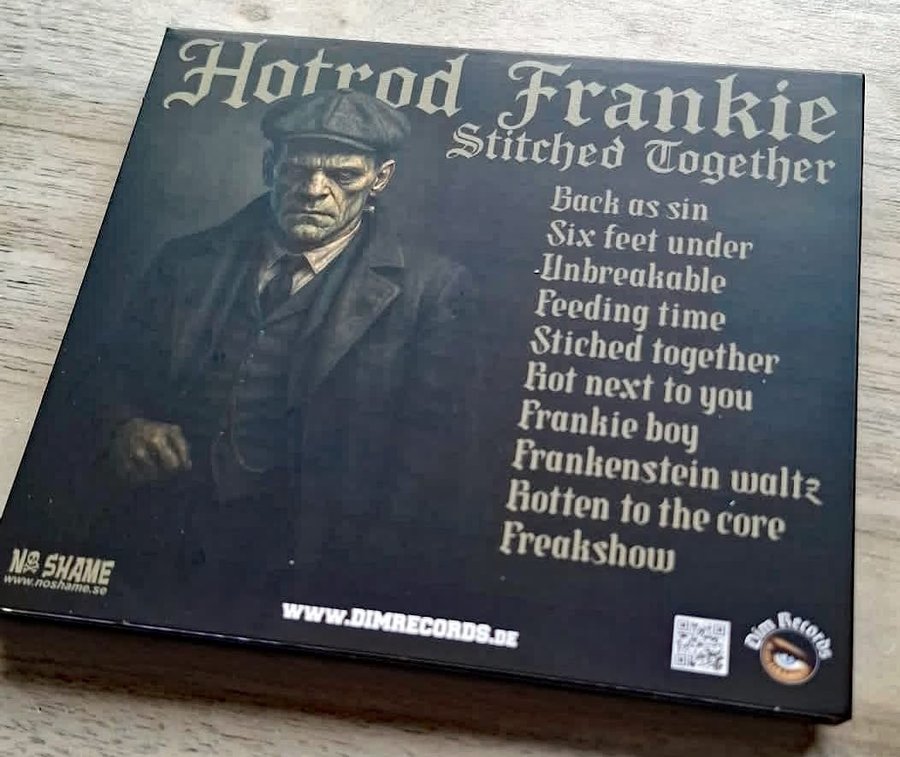 Hotrod Frankie
Stitched Together
Back as sin
Six feet under
Unbreakable
Feeding time
Stiched together
Rot next to you
Frankie boy
Frankenstein waltz
Rotten to the core
Freakshow
NO SHAME
www.noshame.se
WWW.DIMRECORDS.DE
Dim Records